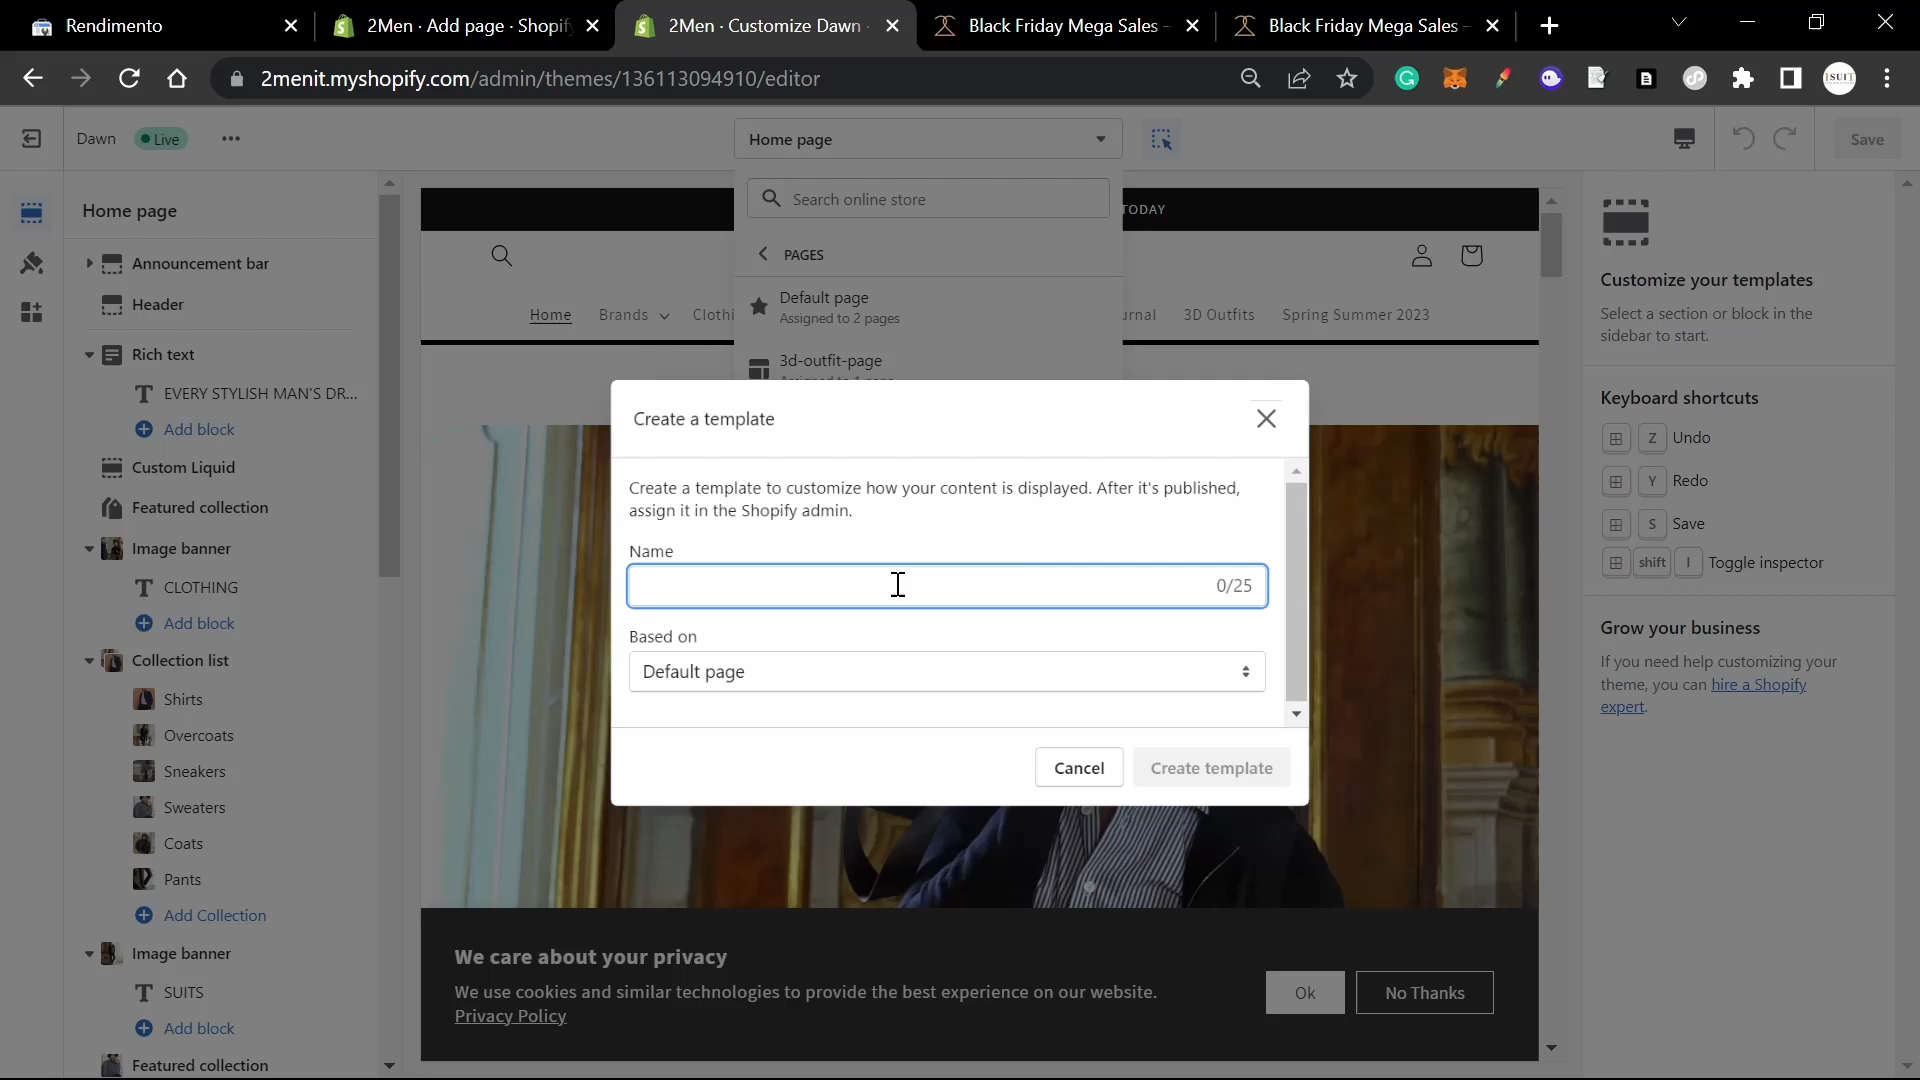 Rendimento
2Men · Add page · Shopif
2Men · Customize Dawn
Black Friday Mega Sales -
Black Friday Mega Sales -
2menit.myshopify.com/admin/themes/136113094910/editor
Dawn
Live
Home page
Save
Home page
Announcement bar
Header
Rich text
EVERY STYLISH MAN'S DR...
Add block
Custom Liquid
Featured collection
Image banner
CLOTHING
Add block
Collection list
Shirts
Overcoats
Sneakers
Sweaters
Coats
Pants
Add Collection
Image banner
SUITS
Add block
Featured collection
Search online store
PAGES
Default page
Assigned to 2 pages
3d-outfit-page
Assigned to 1 page
TODAY
Home Brands Clothi urnal 3D Outfits Spring Summer 2023
Create a template
Create a template to customize how your content is displayed. After it's published,
assign it in the Shopify admin.
Name
0/25
Based on
Default page
Cancel
Create template
We care about your privacy
We use cookies and similar technologies to provide the best experience on our website.
Privacy Policy
Ok
No Thanks
Customize your templates
Select a section or block in the
sidebar to start.
Keyboard shortcuts
Z Undo
Y Redo
S Save
shift I Toggle inspector
Grow your business
If you need help customizing your
theme, you can hire a Shopify
expert.